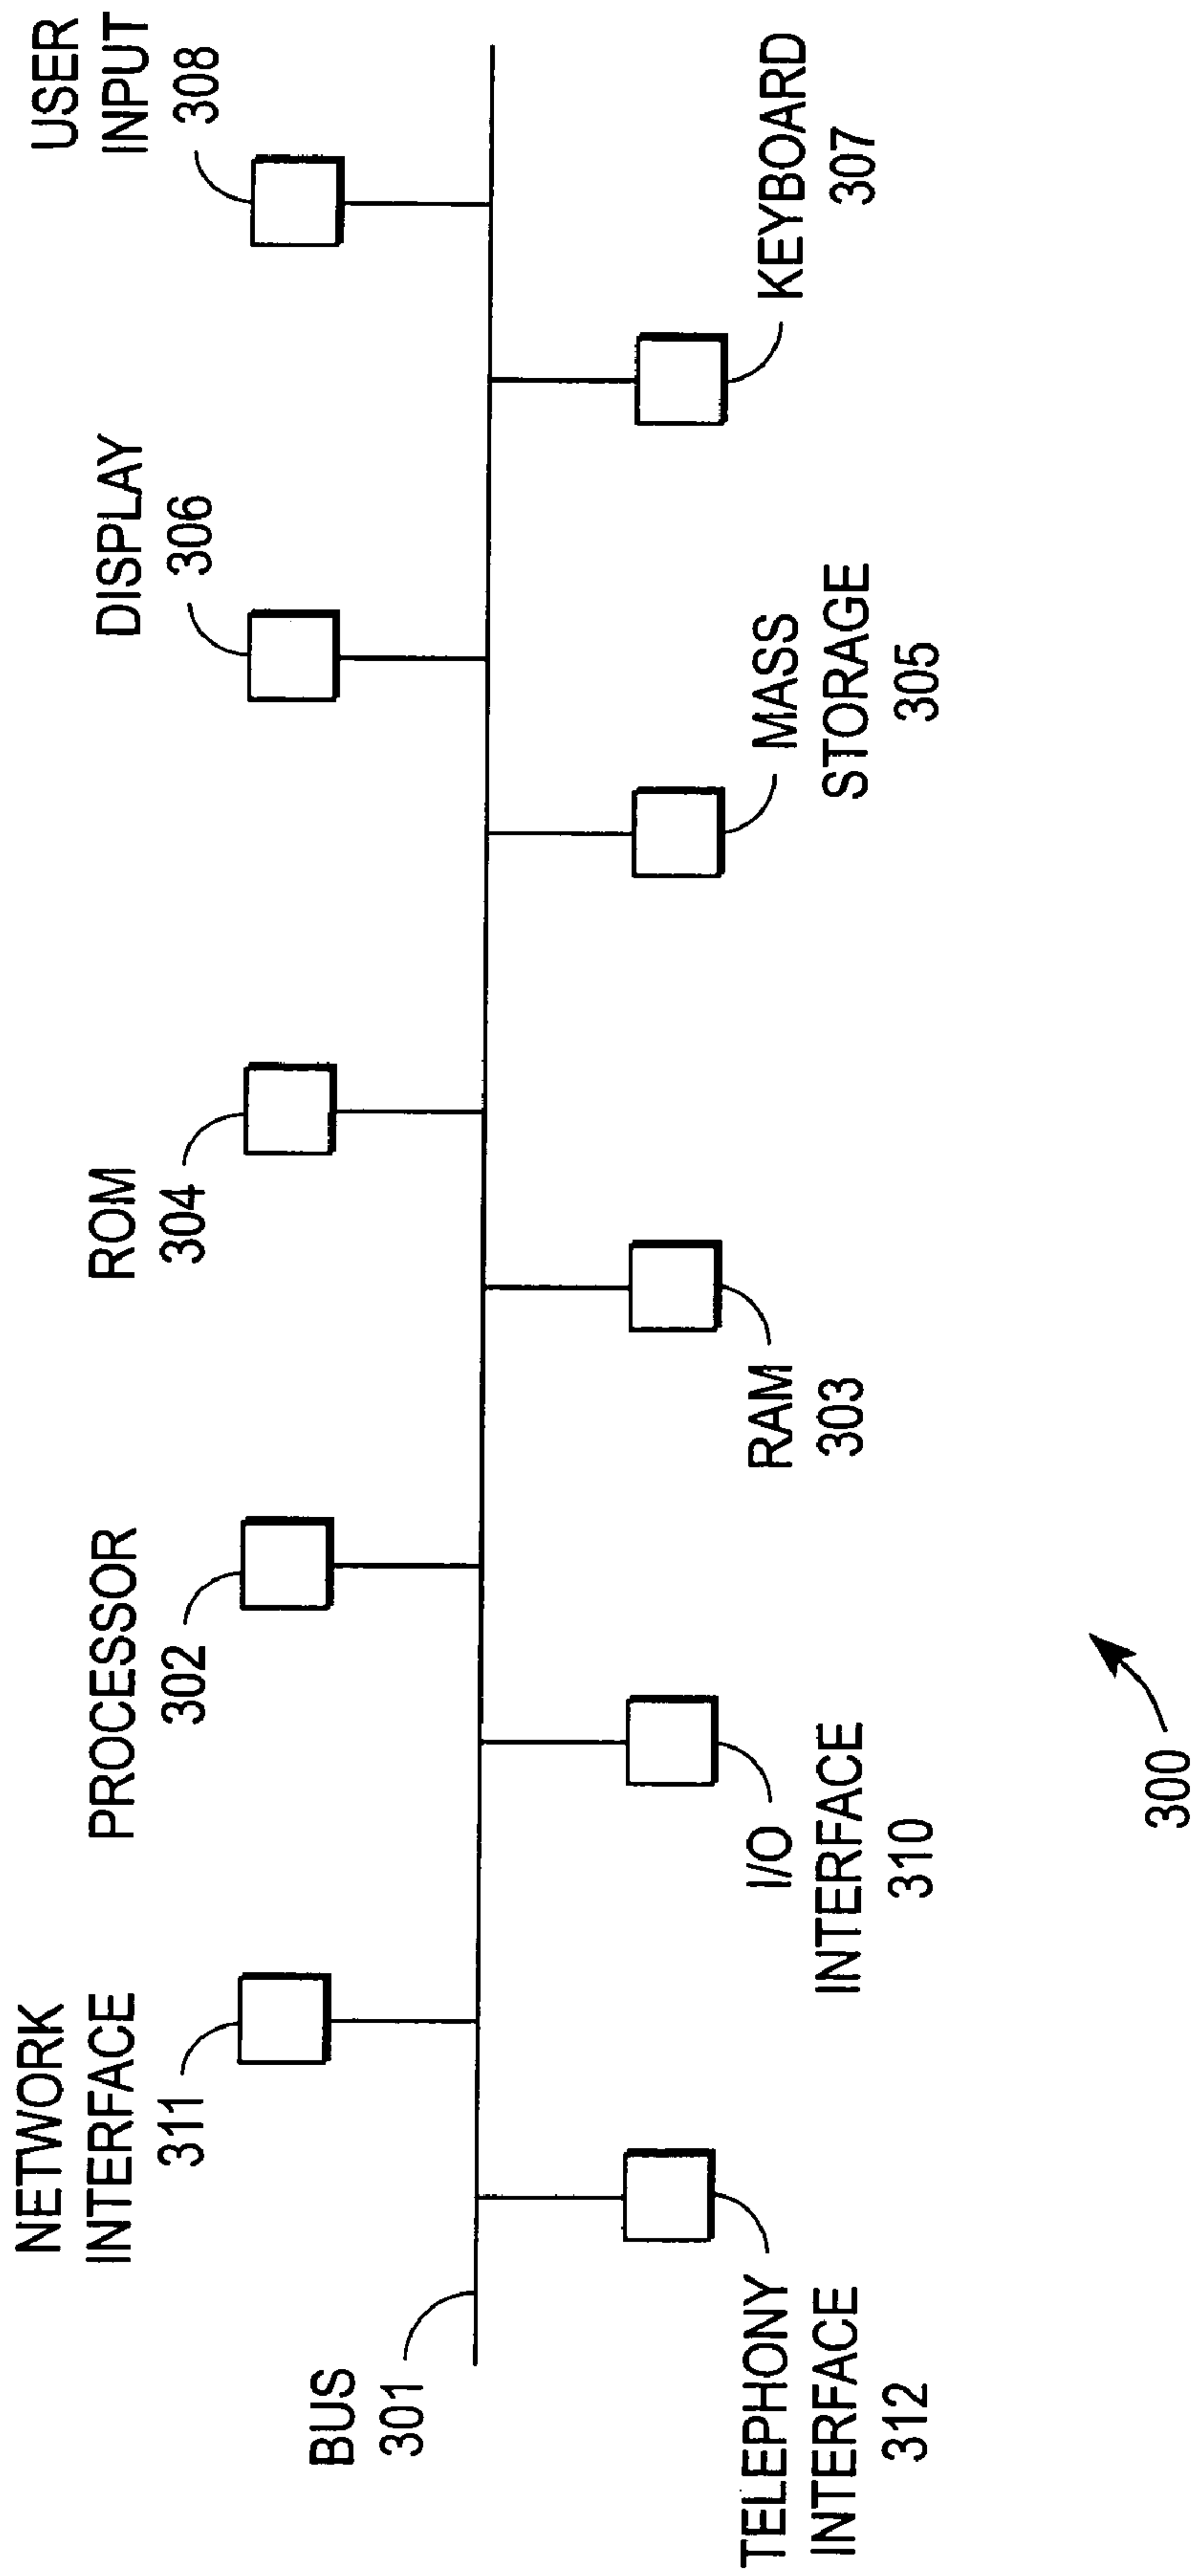 NETWORK
INTERFACE
311
PROCESSOR
302
ROM
304
DISPLAY
306
USER
INPUT
308
BUS
301
TELEPHONY
INTERFACE
312
I/O
INTERFACE
310
RAM
303
MASS
STORAGE
305
KEYBOARD
307
300